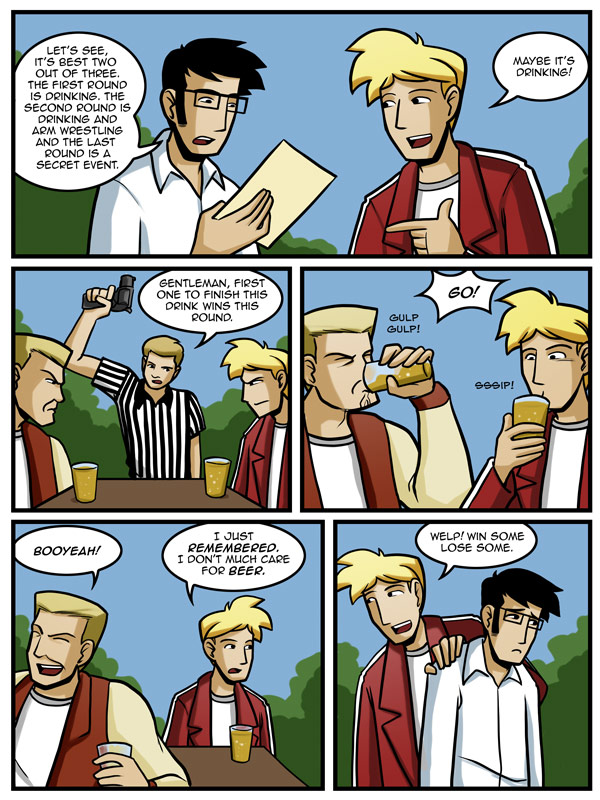 LET'S SEE,
IT'S BEST TWO
OUT OF THREE.
THE FIRST ROUND
IS DRINKING. THE
SECOND ROUND IS
DRINKING AND
ARM WRESTLING
AND THE LAST
ROUND IS A
SECRET EVENT.
MAYBE IT'S
DRINKING!
GENTLEMAN, FIRST
ONE TO FINISH THIS
DRINK WINS THIS
ROUND.
GO!
GULP
GULP!
SSSIP!
BOOYEAH!
I JUST
REMEMBERED.
I DON'T MUCH CARE
FOR BEER.
WELP! WIN SOME
LOSE SOME.